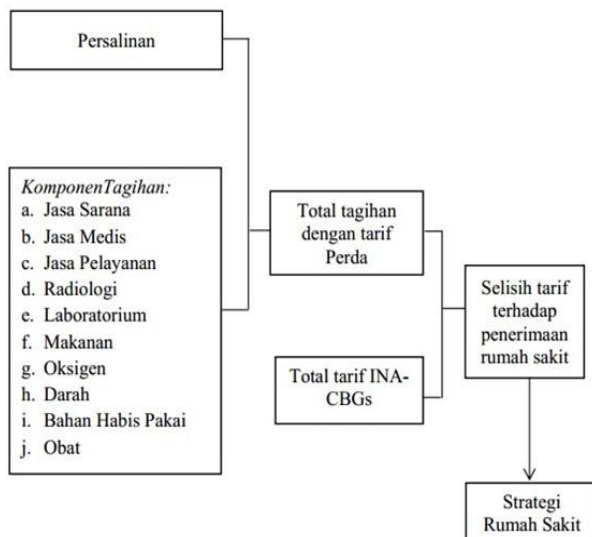 Persalinan
KomponenTagihan:
a. Jasa Sarana
b. Jasa Medis
c. Jasa Pelayanan
d. Radiologi
e. Laboratorium
f. Makanan
g. Oksigen
h. Darah
i. Bahan Habis Pakai
j. Obat
Total tagihan
dengan tarif
Perda
Total tarif INA-
CBGs
Selisih tarif
terhadap
penerimaan
rumah sakit
Strategi
Rumah Sakit